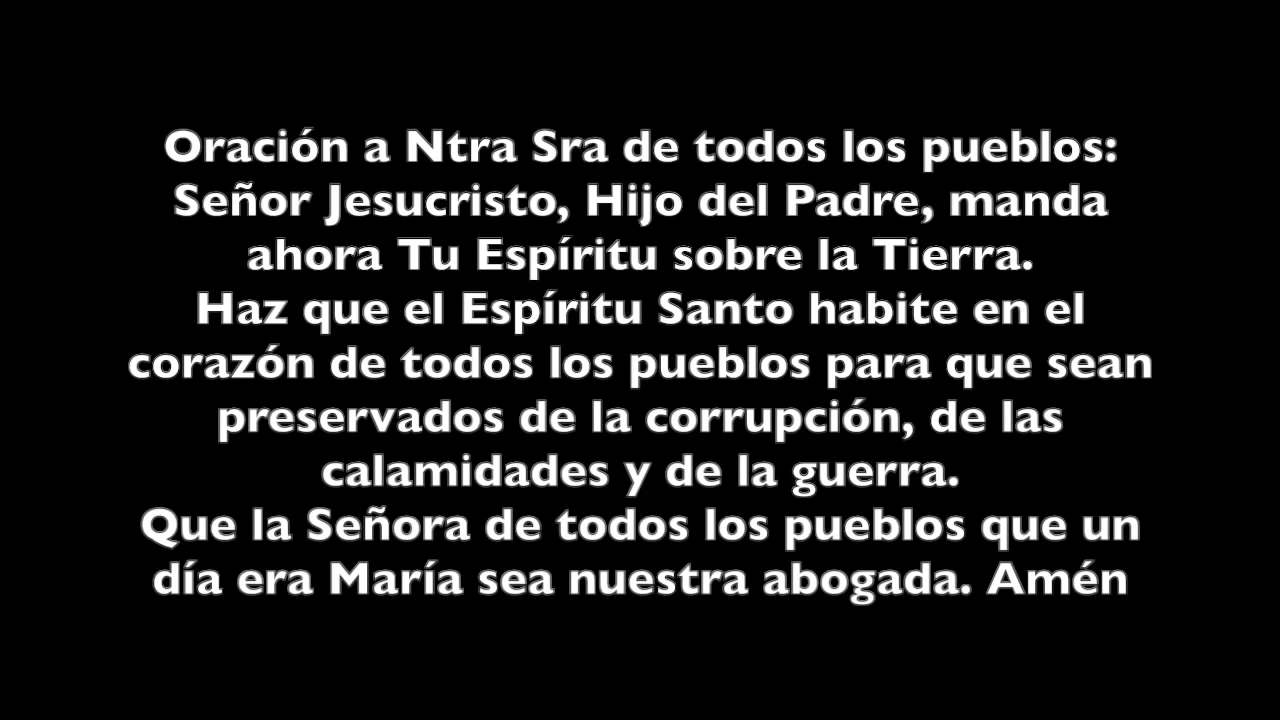 Oración a Ntra Sra de todos los pueblos:
Señor Jesucristo, Hijo del Padre, manda
ahora Tu Espíritu sobre la Tierra.
Haz que el Espíritu Santo habite en el
corazón de todos los pueblos para que sean
preservados de la corrupción, de las
calamidades y de la guerra.
Que la Señora de todos los pueblos que un
día era María sea nuestra abogada. Amén